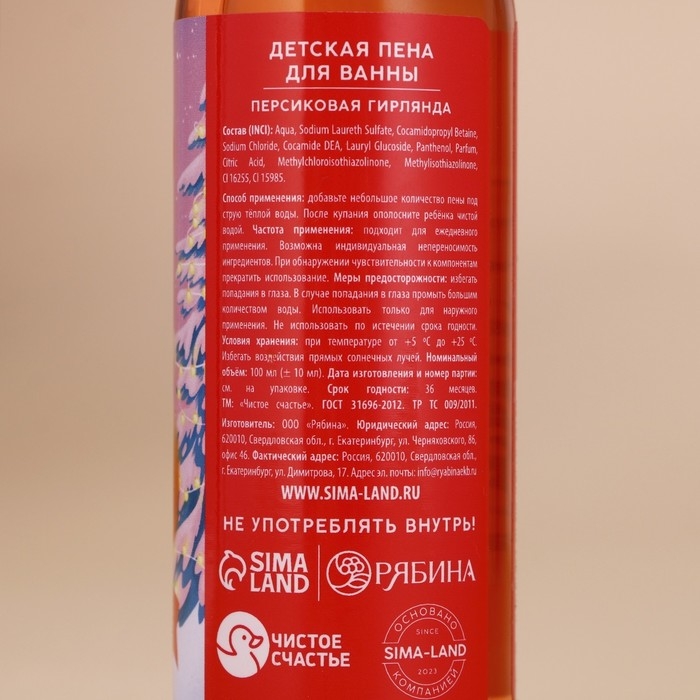 ДЕТСКАЯ ПЕНА
ДЛЯ ВАННЫ
ПЕРСИКОВАЯ ГИРЛЯНДА
Состав (INCI): Aqua, Sodium Laureth Sulfate, Cocamidopropyl Betaine,
Sodium Chloride, Cocamide DEA, Lauryl Glucoside, Panthenol, Parfum,
Citric Acid, Methylchloroisothiazolinone, Methylisothiazolinone,
CI 16255, CI 15985.
Способ применения: добавьте небольшое количество пены под
струю тёплой воды. После купания ополосните ребёнка чистой
водой. Частота применения: подходит для ежедневного
применения. Возможна индивидуальная непереносимость
ингредиентов. При обнаружении чувствительности к компонентам
прекратить использование. Меры предосторожности: избегать
попадания в глаза. В случае попадания в глаза промыть большим
количеством воды. Использовать только для наружного
применения. Не использовать по истечении срока годности.
Условия хранения: при температуре от +5 °С до +25 °С.
Избегать воздействия прямых солнечных лучей. Номинальный
объём: 100 мл (± 10 мл). Дата изготовления и номер партии:
см. на упаковке. Срок годности: 36 месяцев.
ТМ: «Чистое счастье». ГОСТ 31696-2012. ТР ТС 009/2011.
Изготовитель: ООО «Рябина». Юридический адрес: Россия,
620010, Свердловская обл., г. Екатеринбург, ул. Черняховского, 86,
офис 46. Фактический адрес: Россия, 620010, Свердловская обл.,
г. Екатеринбург, ул. Димитрова, 17. Адрес эл. почты: info@ryabinaekb.ru
WWW.SIMA-LAND.RU
НЕ УПОТРЕБЛЯТЬ ВНУТРЬ!
SIMA
LAND
РЯБИНА
ЧИСТОЕ
СЧАСТЬЕ
ОСНОВАНО
SINCE
SIMA-LAND
2023
КОМПАНИЕЙ